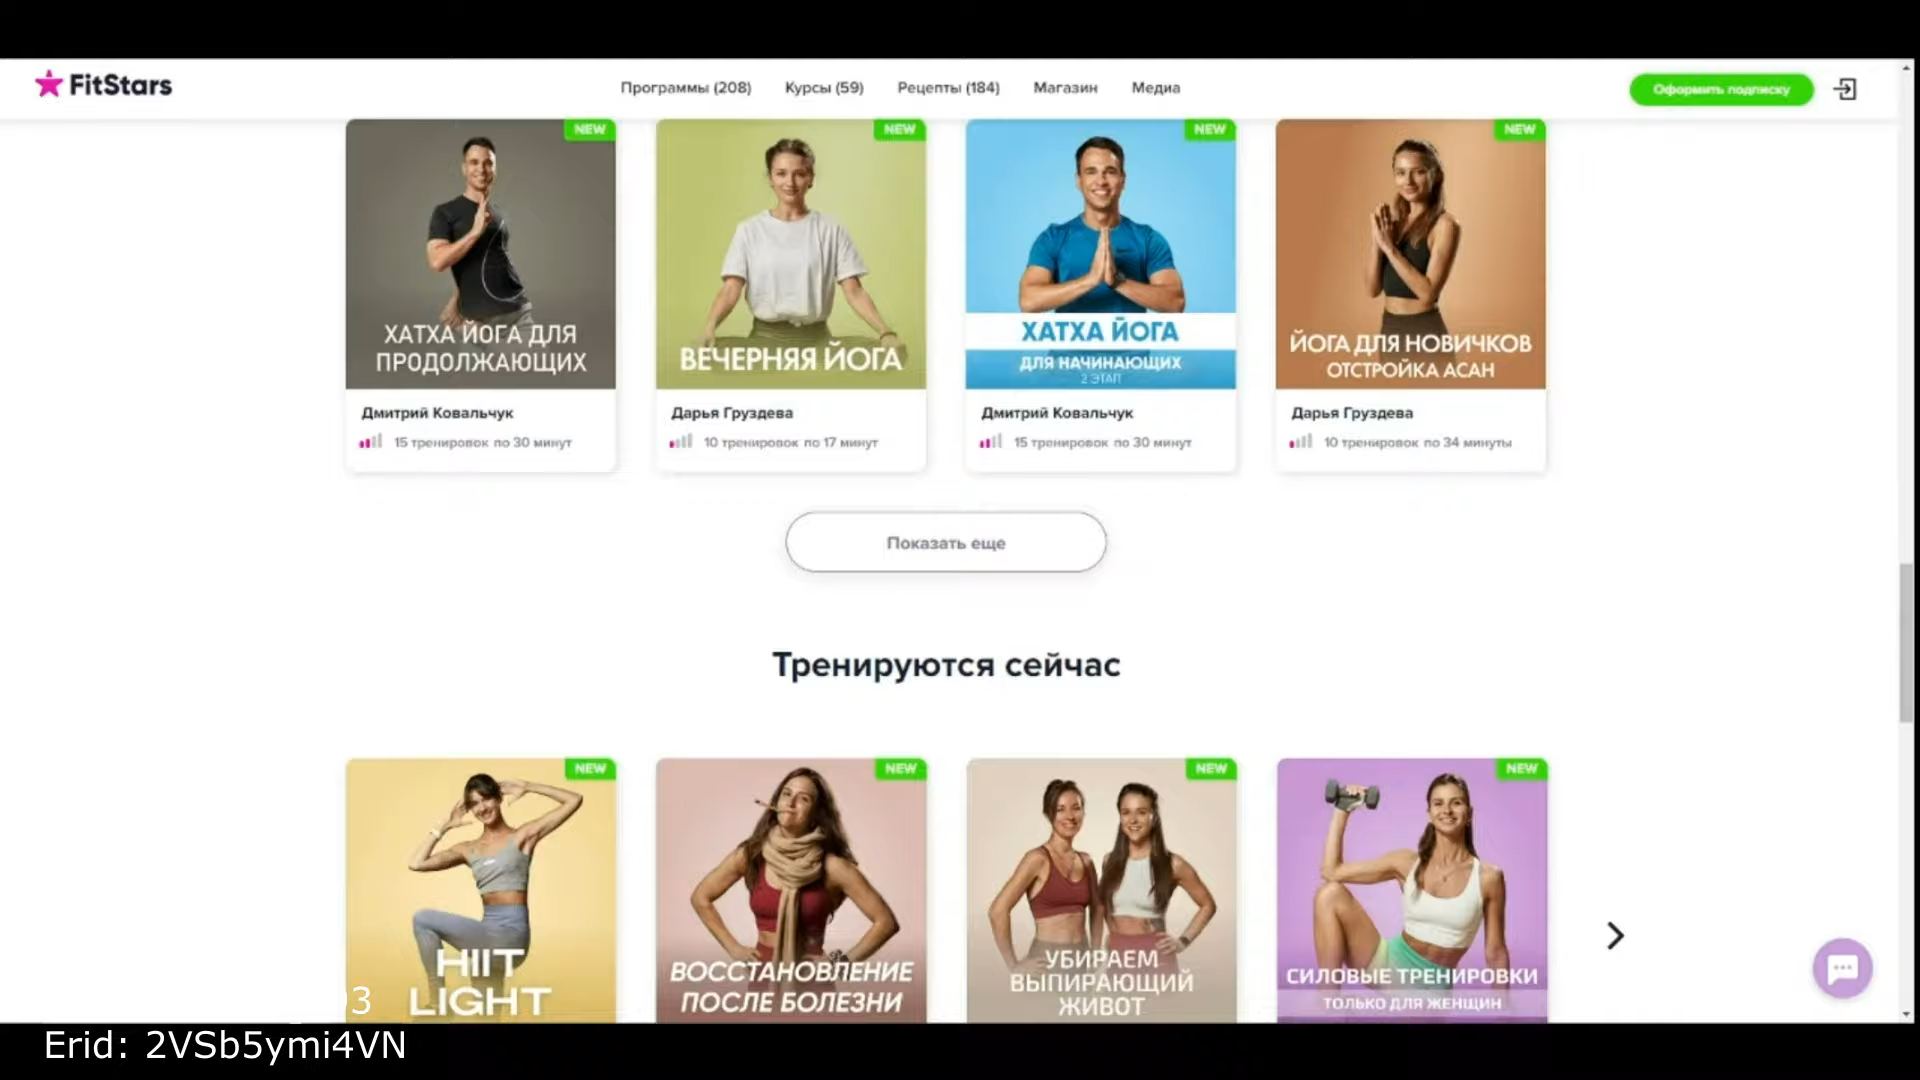 FitStars
Программы (208)
Курсы (59)
Рецепты (184)
Магазин
Медиа
Оформить подписку
NEW
NEW
NEW
NEW
ХАТХА ЙОГА ДЛЯ
ПРОДОЛЖАЮЩИХ
ВЕЧЕРНЯЯ ЙОГА
ХАТХА ЙОГА
ДЛЯ НАЧИНАЮЩИХ
2 ЭТАП
ЙОГА ДЛЯ НОВИЧКОВ
ОТСТРОЙКА АСАН
Дмитрий Ковальчук
15 тренировок по 30 минут
Дарья Груздева
10 тренировок по 17 минут
Дмитрий Ковальчук
15 тренировок по 30 минут
Дарья Груздева
10 тренировок по 34 минуты
Показать еще
Тренируются сейчас
NEW
NEW
NEW
NEW
HIIT
LIGHT
ВОССТАНОВЛЕНИЕ
ПОСЛЕ БОЛЕЗНИ
УБИРАЕМ
ВЫПИРАЮЩИЙ
ЖИВОТ
СИЛОВЫЕ ТРЕНИРОВКИ
ТОЛЬКО ДЛЯ ЖЕНЩИН
Erid: 2VSb5ymi4VN